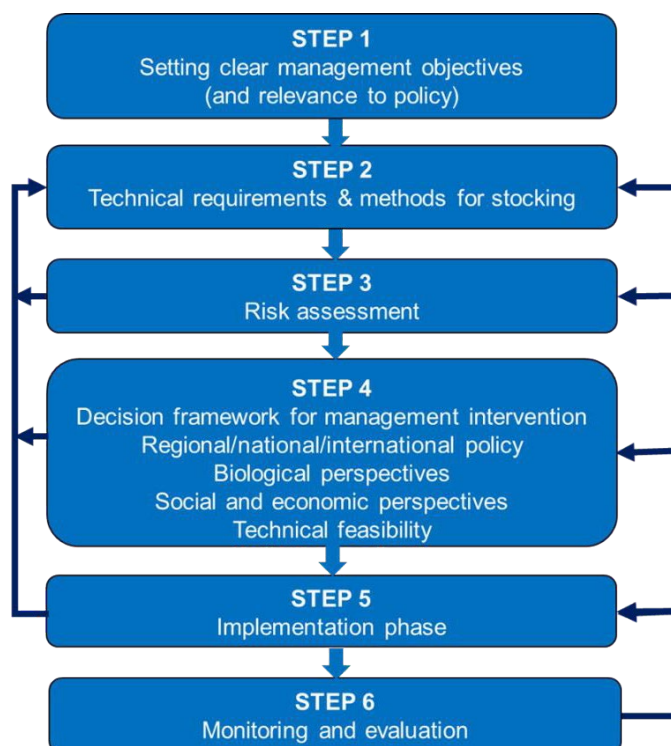 STEP 1
Setting clear management objectives
(and relevance to policy)
STEP 2
Technical requirements & methods for stocking
STEP 3
Risk assessment
STEP 4
Decision framework for management intervention
Regional/national/international policy
Biological perspectives
Social and economic perspectives
Technical feasibility
STEP 5
Implementation phase
STEP 6
Monitoring and evaluation